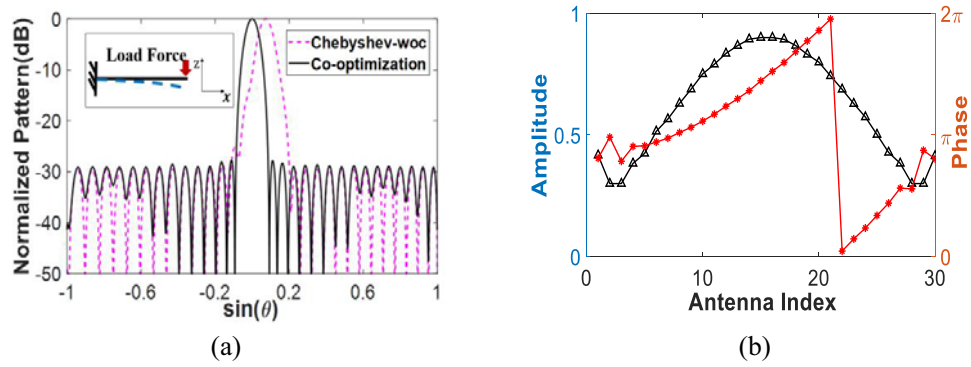 Normalized Pattern(dB)
0
-10
-20
-30
-40
-50
-1
-0.6
-0.2
0.2
0.6
1
sin(θ)
Load Force
z
x
Chebyshev-woc
Co-optimization
(a)
Amplitude
1
0.5
0
0
10
20
30
Antenna Index
2π
π
0
Phase
(b)